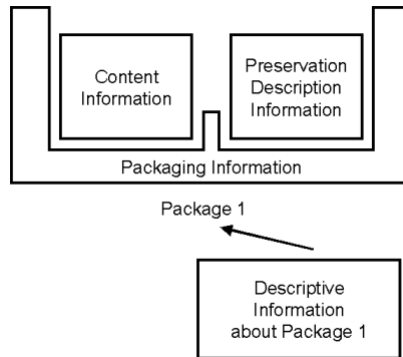 Content
Information
Preservation
Description
Information
Packaging Information
Package 1
Descriptive
Information
about Package 1